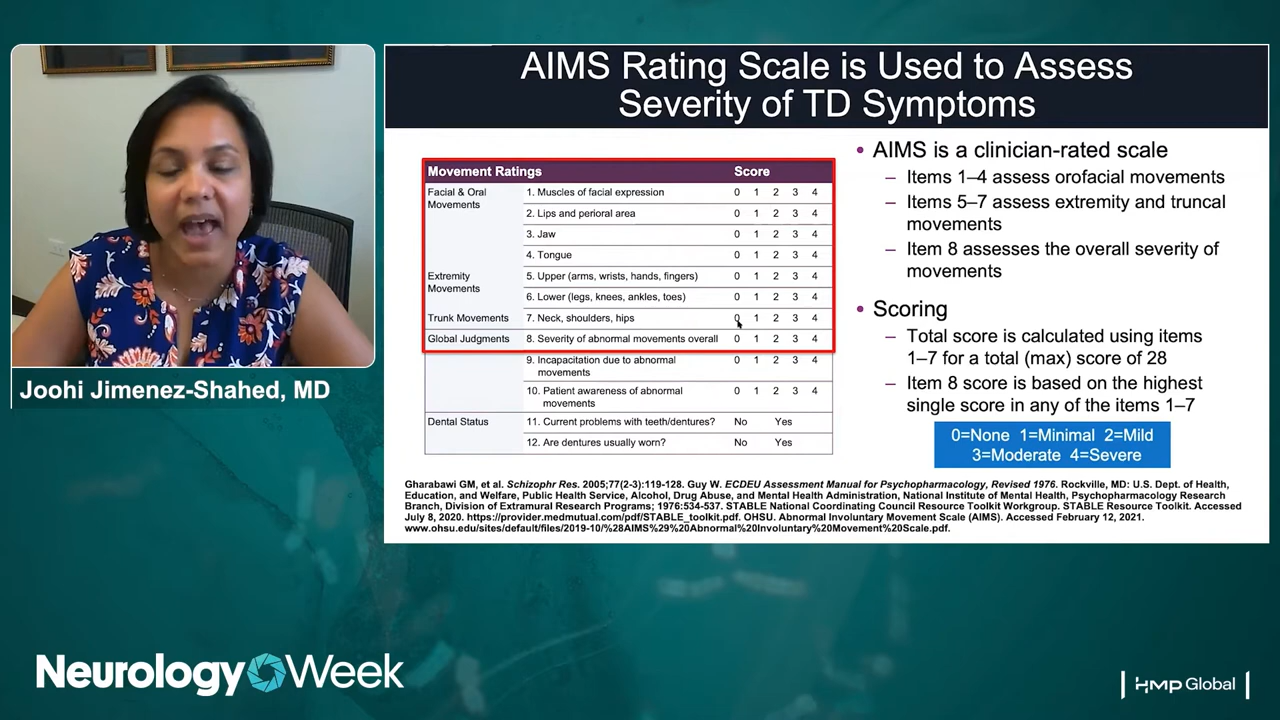 AIMS Rating Scale is Used to Assess
Severity of TD Symptoms
Movement Ratings Score
Facial & Oral
Movements
1. Muscles of facial expression 0 1 2 3 4
2. Lips and perioral area 0 1 2 3 4
3. Jaw 0 1 2 3 4
4. Tongue 0 1 2 3 4
Extremity
Movements
5. Upper (arms, wrists, hands, fingers) 0 1 2 3 4
6. Lower (legs, knees, ankles, toes) 0 1 2 3 4
Trunk Movements 7. Neck, shoulders, hips 0 1 2 3 4
Global Judgments 8. Severity of abnormal movements overall 0 1 2 3 4
9. Incapacitation due to abnormal
movements 0 1 2 3 4
10. Patient awareness of abnormal
movements 0 1 2 3 4
Dental Status 11. Current problems with teeth/dentures? No Yes
12. Are dentures usually worn? No Yes
• AIMS is a clinician-rated scale
– Items 1–4 assess orofacial movements
– Items 5–7 assess extremity and truncal
movements
– Item 8 assesses the overall severity of
movements
• Scoring
– Total score is calculated using items
1–7 for a total (max) score of 28
– Item 8 score is based on the highest
single score in any of the items 1–7
0=None 1=Minimal 2=Mild
3=Moderate 4=Severe
Gharabawi GM, et al. Schizophr Res. 2005;77(2-3):119-128. Guy W. ECDEU Assessment Manual for Psychopharmacology, Revised 1976. Rockville, MD: U.S. Dept. of Health,
Education, and Welfare, Public Health Service, Alcohol, Drug Abuse, and Mental Health Administration, National Institute of Mental Health, Psychopharmacology Research
Branch, Division of Extramural Research Programs; 1976:534-537. STABLE National Coordinating Council Resource Toolkit Workgroup. STABLE Resource Toolkit. Accessed
July 8, 2020. https://provider.medmutual.com/pdf/STABLE_toolkit.pdf. OHSU. Abnormal Involuntary Movement Scale (AIMS). Accessed February 12, 2021.
www.ohsu.edu/sites/default/files/2019-10/%28AIMS%29%20Abnormal%20Involuntary%20Movement%20Scale.pdf.
Joohi Jimenez-Shahed, MD
Neurology Week
HMP Global